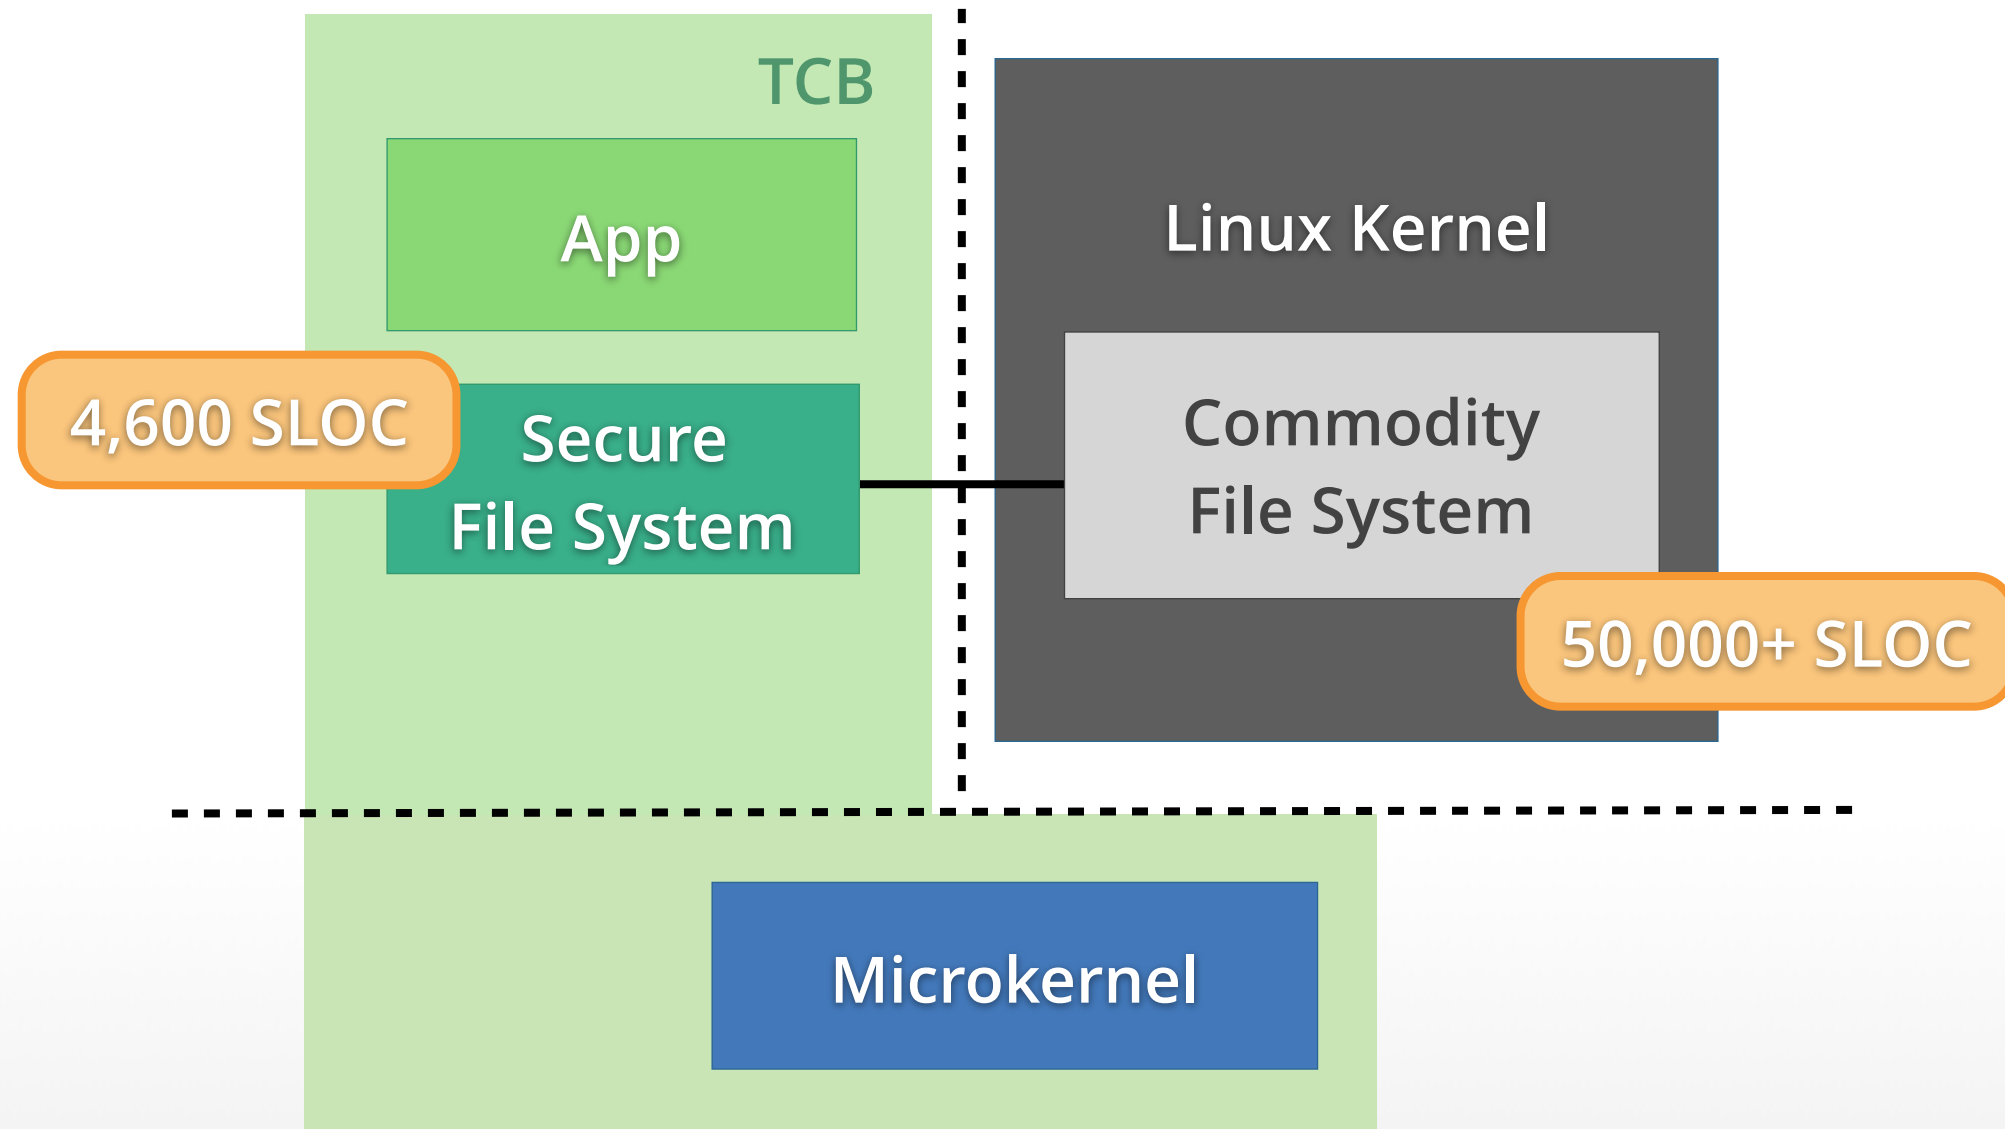 TCB
App
Linux Kernel
4,600 SLOC
Secure
File System
Commodity
File System
50,000+ SLOC
Microkernel